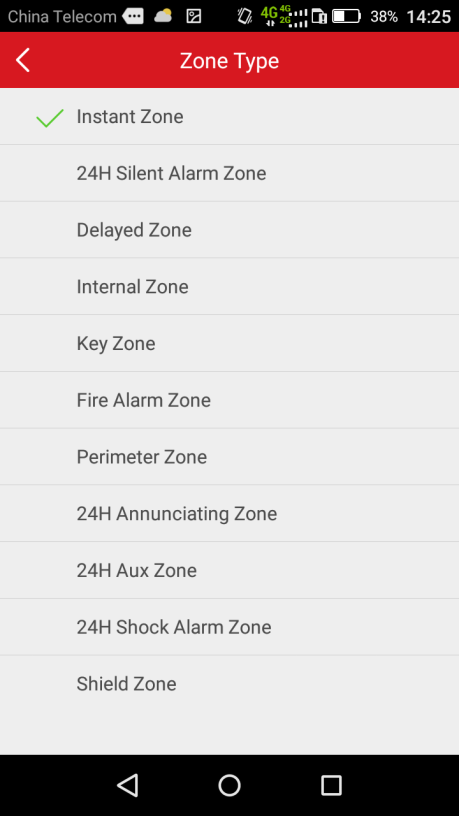 China Telecom 4G 4G 2G 38% 14:25
Zone Type
Instant Zone
24H Silent Alarm Zone
Delayed Zone
Internal Zone
Key Zone
Fire Alarm Zone
Perimeter Zone
24H Annunciating Zone
24H Aux Zone
24H Shock Alarm Zone
Shield Zone